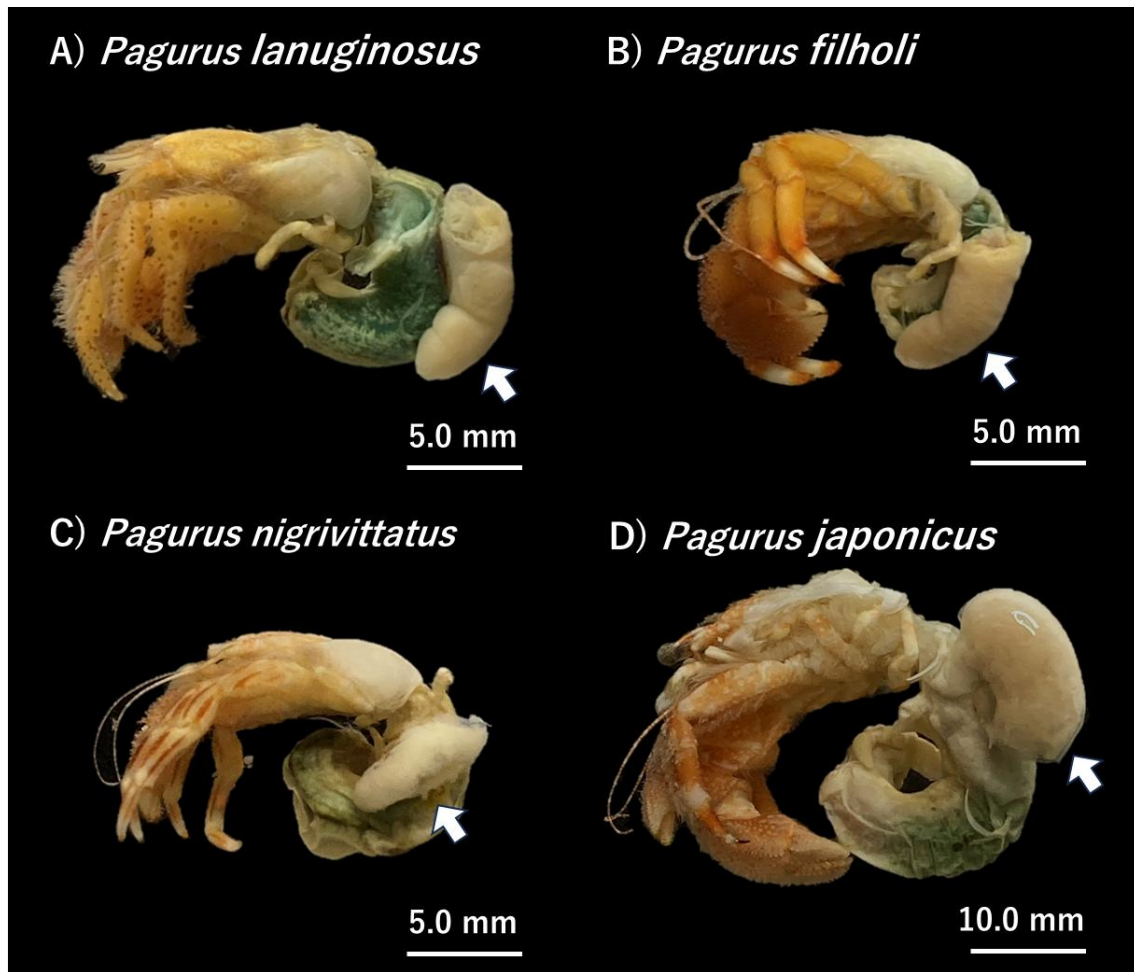 A) Pagurus lanuginosus
B) Pagurus filholi
5.0 mm
5.0 mm
C) Pagurus nigrivittatus
D) Pagurus japonicus
5.0 mm
10.0 mm